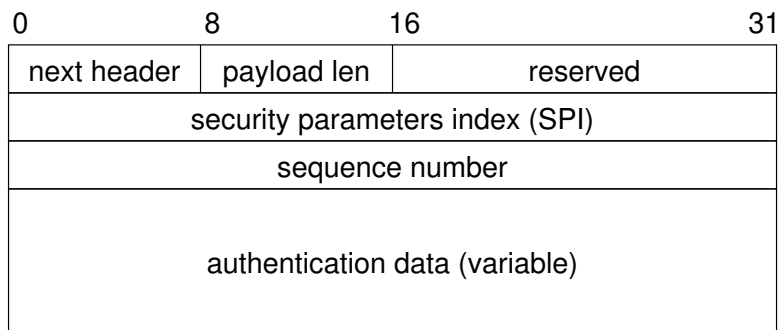 0 8 16 31
next header payload len reserved
security parameters index (SPI)
sequence number
authentication data (variable)